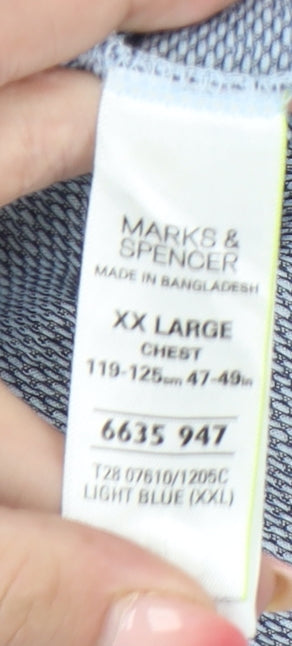 MARKS &
SPENCER
MADE IN BANGLADESH
XX LARGE
CHEST
119-125cm 47-49in
6635 947
T28 07610/1205C
LIGHT BLUE (XXL)